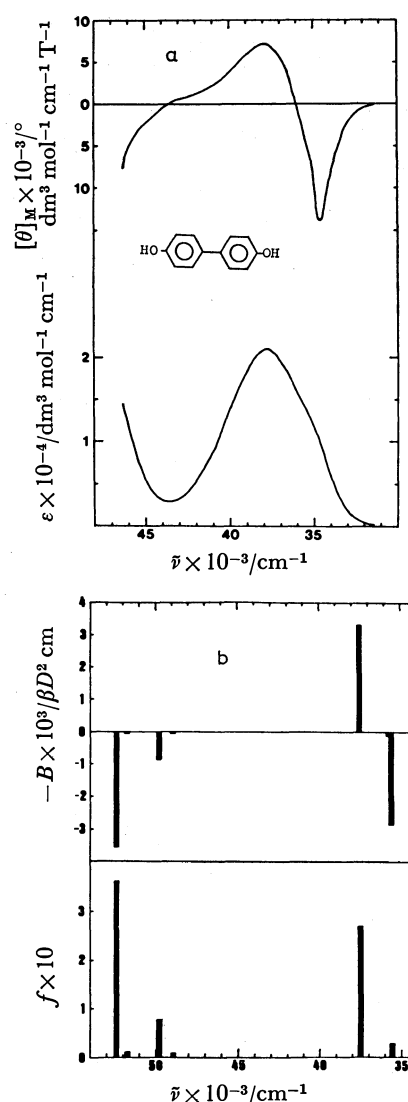 10
5
0
5
10
a
[θ]M × 10⁻³/°
dm³ mol⁻¹ cm⁻¹ T⁻¹
HO
OH
2
1
ε × 10⁻⁴/dm³ mol⁻¹ cm⁻¹
45 40 35
ν̃ × 10⁻³/cm⁻¹
4
3
2
1
0
-1
-2
-3
b
—B × 10³/βD² cm
3
2
1
0
f × 10
50 45 40 35
ν̃ × 10⁻³/cm⁻¹